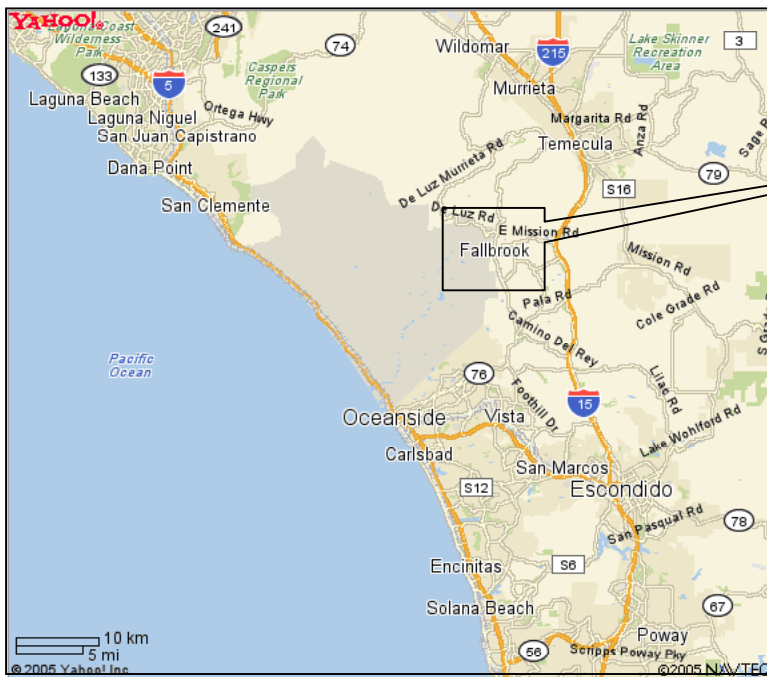 YAHOO!®
Laguna Coast
Wilderness
Park
241
74
Wildomar
215
Lake Skinner
Recreation
Area
3
133
5
Caspers
Regional
Park
Murrieta
Laguna Beach
Ortega Hwy
Laguna Niguel
San Juan Capistrano
Margarita Rd
Anza Rd
Temecula
Dana Point
De Luz Murrieta Rd
S16
79
San Clemente
De Luz Rd
E Mission Rd
Fallbrook
Mission Rd
Pala Rd
Cole Grade Rd
Camino Del Rey
Pacific
Ocean
76
Foothill Dr
Lilac Rd
15
Oceanside
Vista
Lake Wohlford Rd
Carlsbad
San Marcos
S12
Escondido
San Pasqual Rd
78
Encinitas
S6
Solana Beach
67
Poway
10 km
5 mi
56
Scripps Poway Pky
© 2005 Yahoo! Inc
©2005 NAVTEC